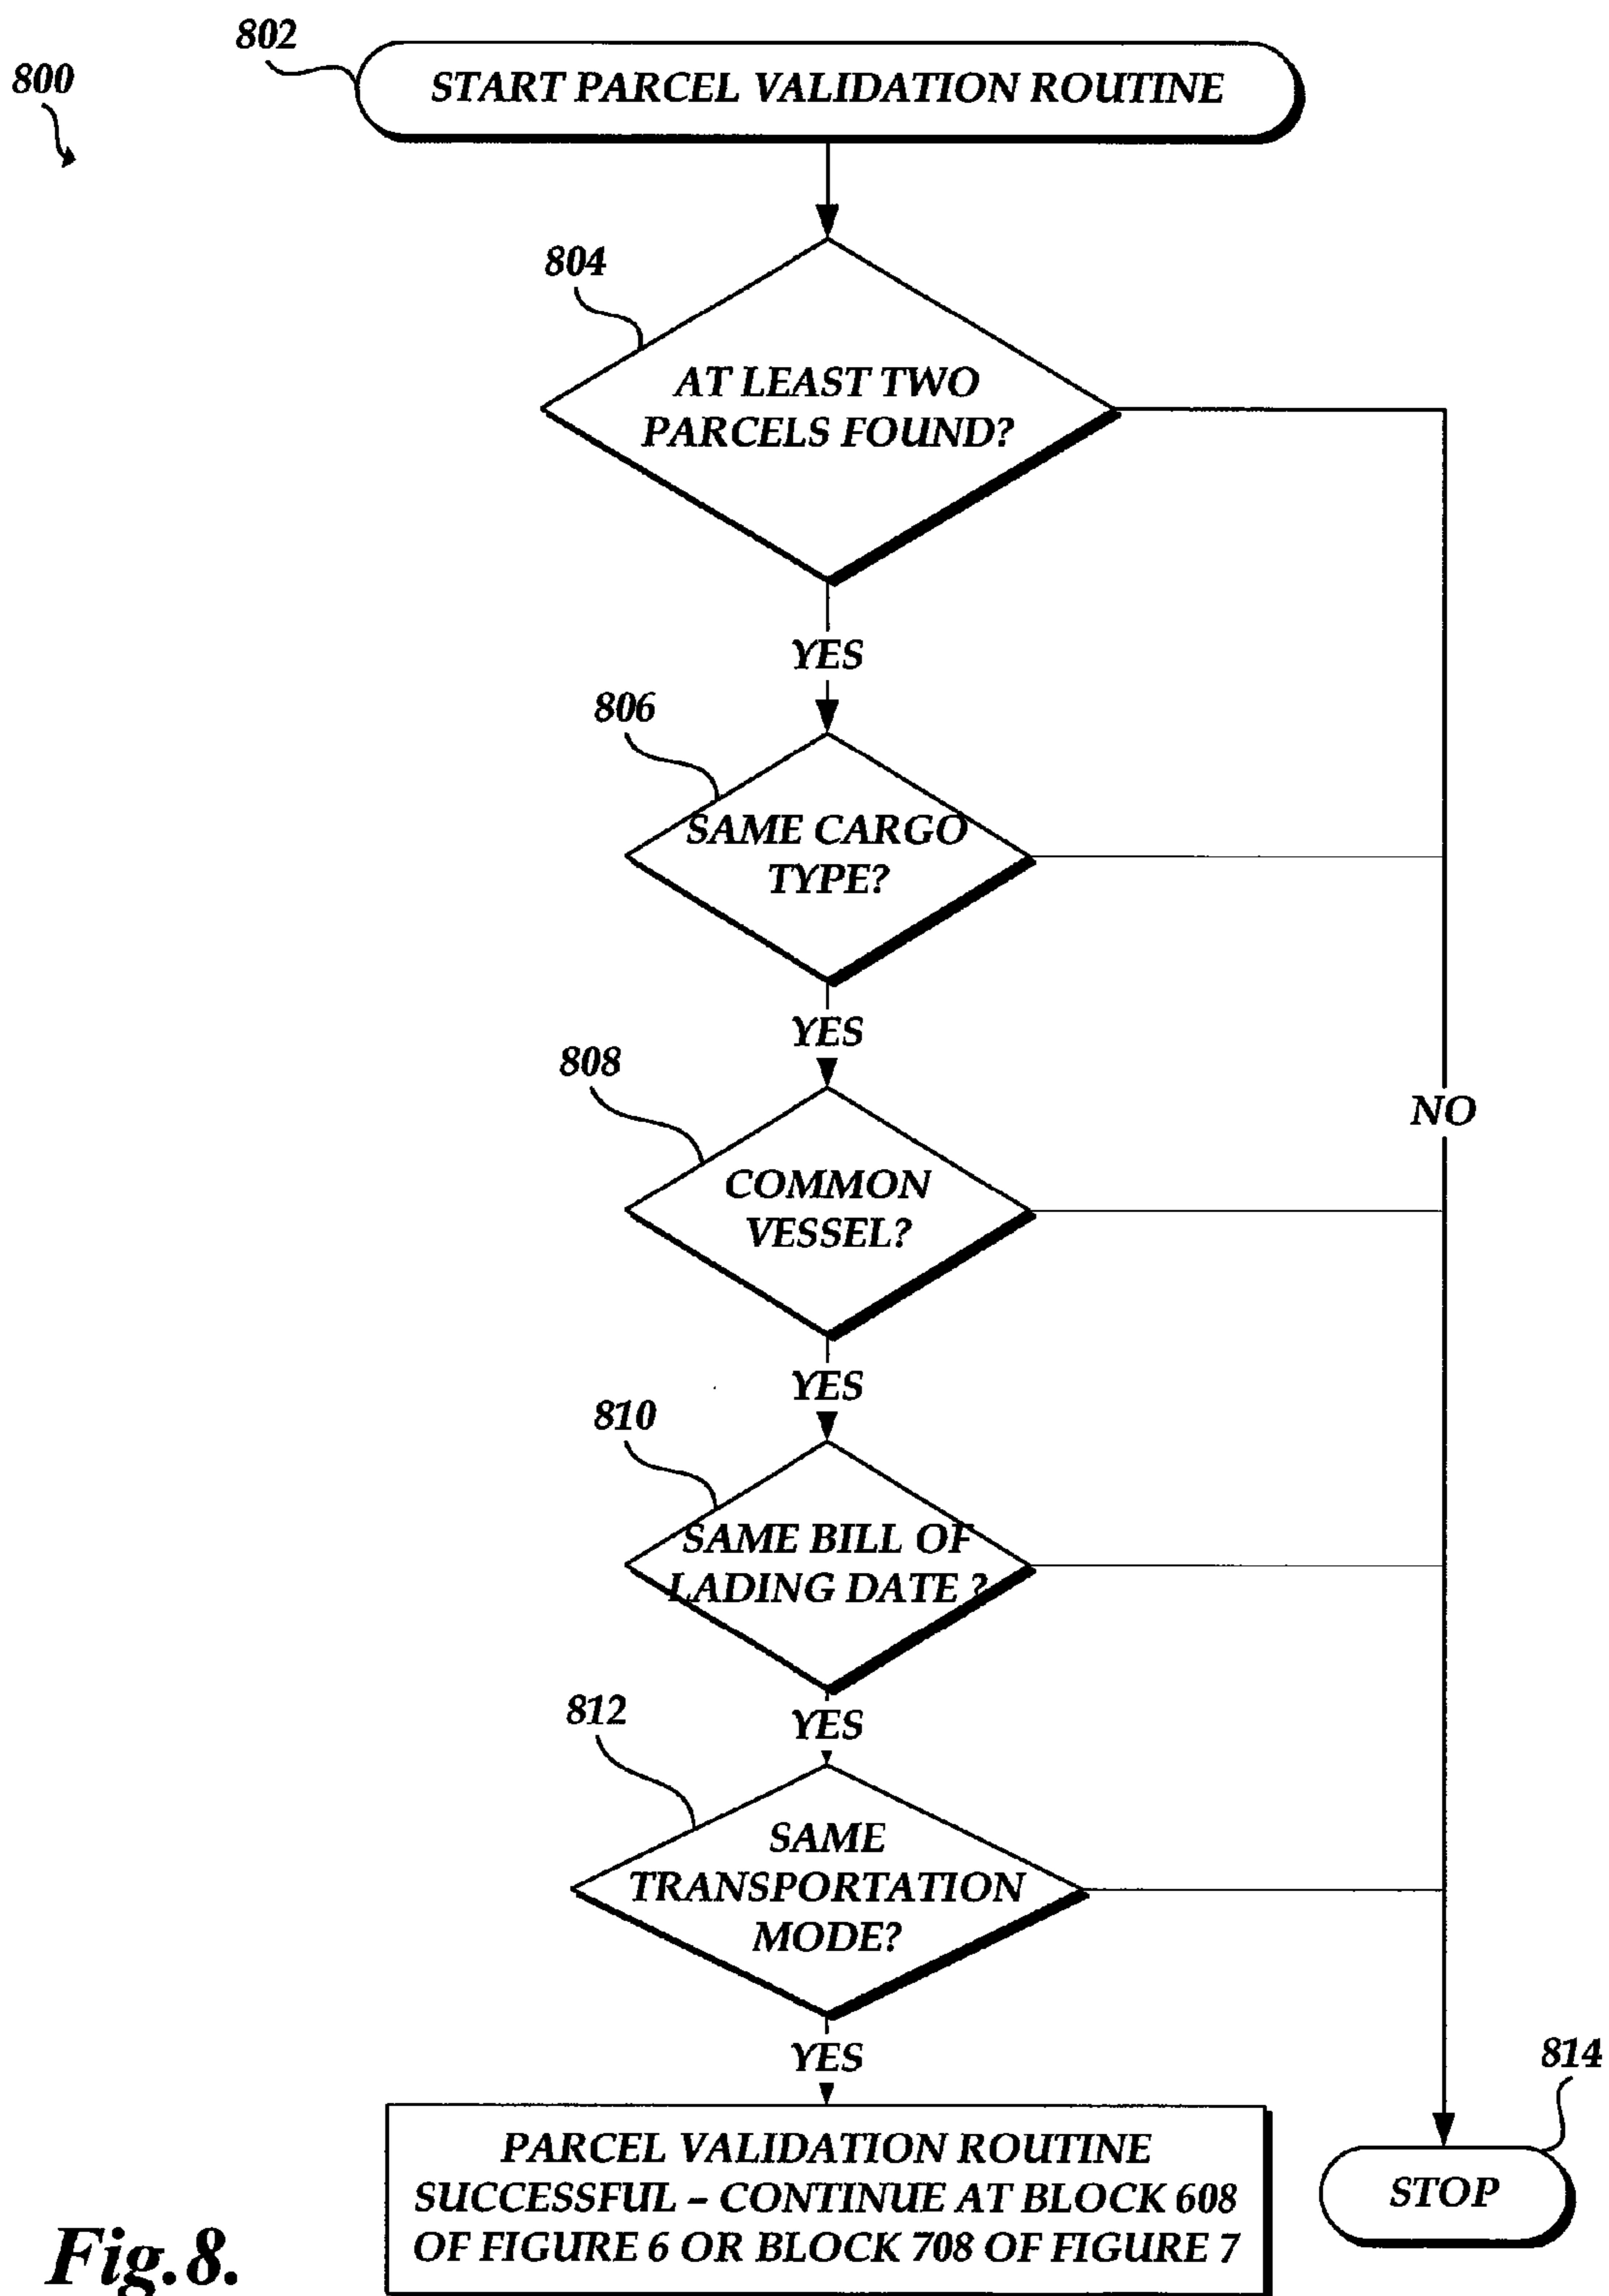 802
800
START PARCEL VALIDATION ROUTINE
804
AT LEAST TWO
PARCELS FOUND?
YES
806
SAME CARGO
TYPE?
YES
808
NO
COMMON
VESSEL?
YES
810
SAME BILL OF
LADING DATE ?
YES
812
SAME
TRANSPORTATION
MODE?
YES
814
PARCEL VALIDATION ROUTINE
SUCCESSFUL – CONTINUE AT BLOCK 608
OF FIGURE 6 OR BLOCK 708 OF FIGURE 7
STOP
Fig.8.